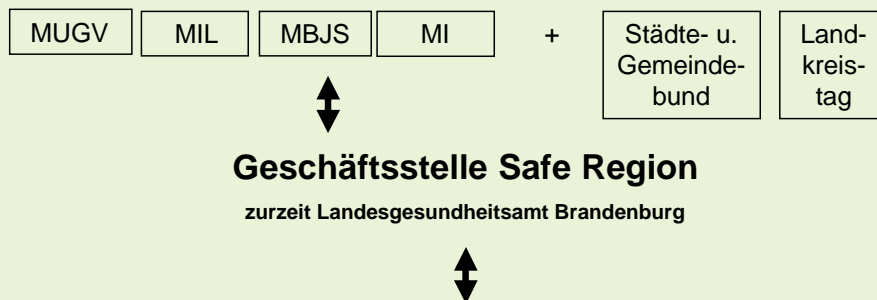 MUGV MIL MBJS MI + Städte- u. Land-
Gemeinde- kreis-
bund tag
Geschäftsstelle Safe Region
zurzeit Landesgesundheitsamt Brandenburg